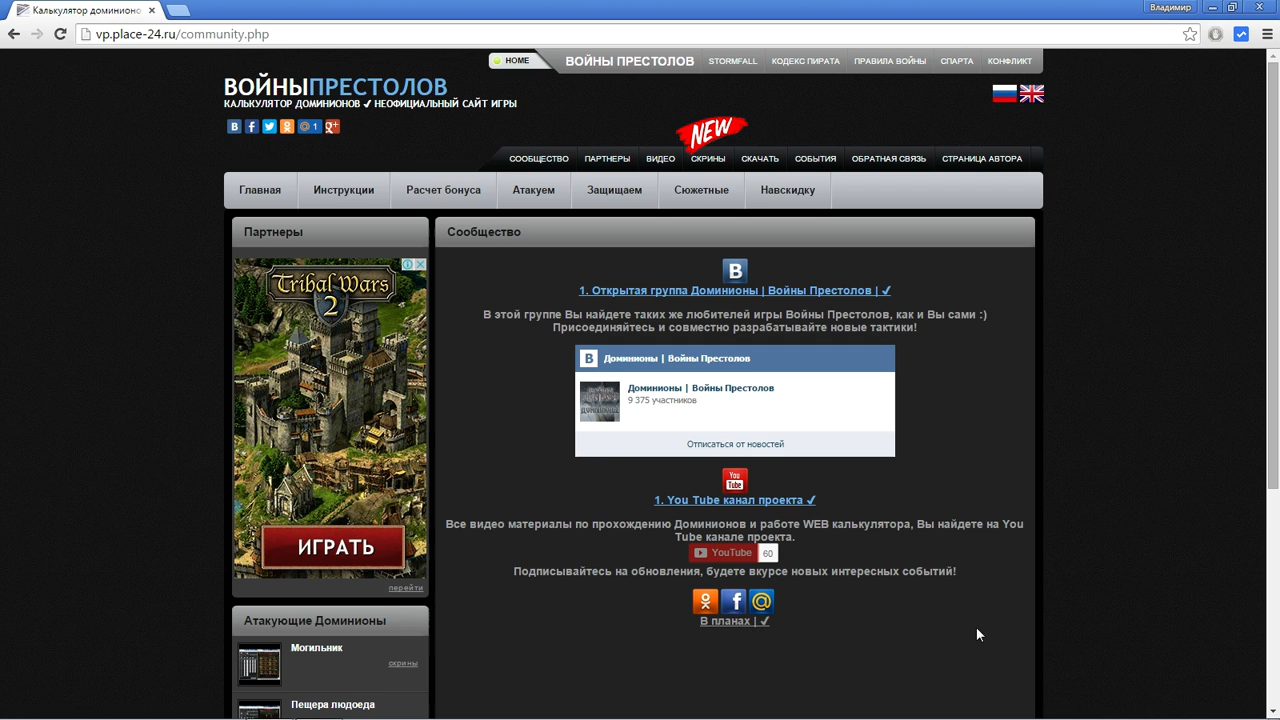 Калькулятор доминионо
Владимир
vp.place-24.ru/community.php
HOME
ВОЙНЫ ПРЕСТОЛОВ
STORMFALL
КОДЕКС ПИРАТА
ПРАВИЛА ВОЙНЫ
СПАРТА
КОНФЛИКТ
ВОЙНЫПРЕСТОЛОВ
КАЛЬКУЛЯТОР ДОМИНИОНОВ ✔ НЕОФИЦИАЛЬНЫЙ САЙТ ИГРЫ
1
NEW
СООБЩЕСТВО
ПАРТНЕРЫ
ВИДЕО
СКРИНЫ
СКАЧАТЬ
СОБЫТИЯ
ОБРАТНАЯ СВЯЗЬ
СТРАНИЦА АВТОРА
Главная
Инструкции
Расчет бонуса
Атакуем
Защищаем
Сюжетные
Навскидку
Партнеры
Tribal Wars
2
ИГРАТЬ
перейти
Атакующие Доминионы
Могильник
скрины
Пещера людоеда
Сообщество
В
1. Открытая группа Доминионы | Войны Престолов | ✔
В этой группе Вы найдете таких же любителей игры Войны Престолов, как и Вы сами :)
Присоединяйтесь и совместно разрабатывайте новые тактики!
В Доминионы | Войны Престолов
Доминионы | Войны Престолов
9 375 участников
Отписаться от новостей
You
Tube
1. You Tube канал проекта ✔
Все видео материалы по прохождению Доминионов и работе WEB калькулятора, Вы найдете на You
Tube канале проекта.
YouTube 60
Подписывайтесь на обновления, будете вкурсе новых интересных событий!
В планах | ✔